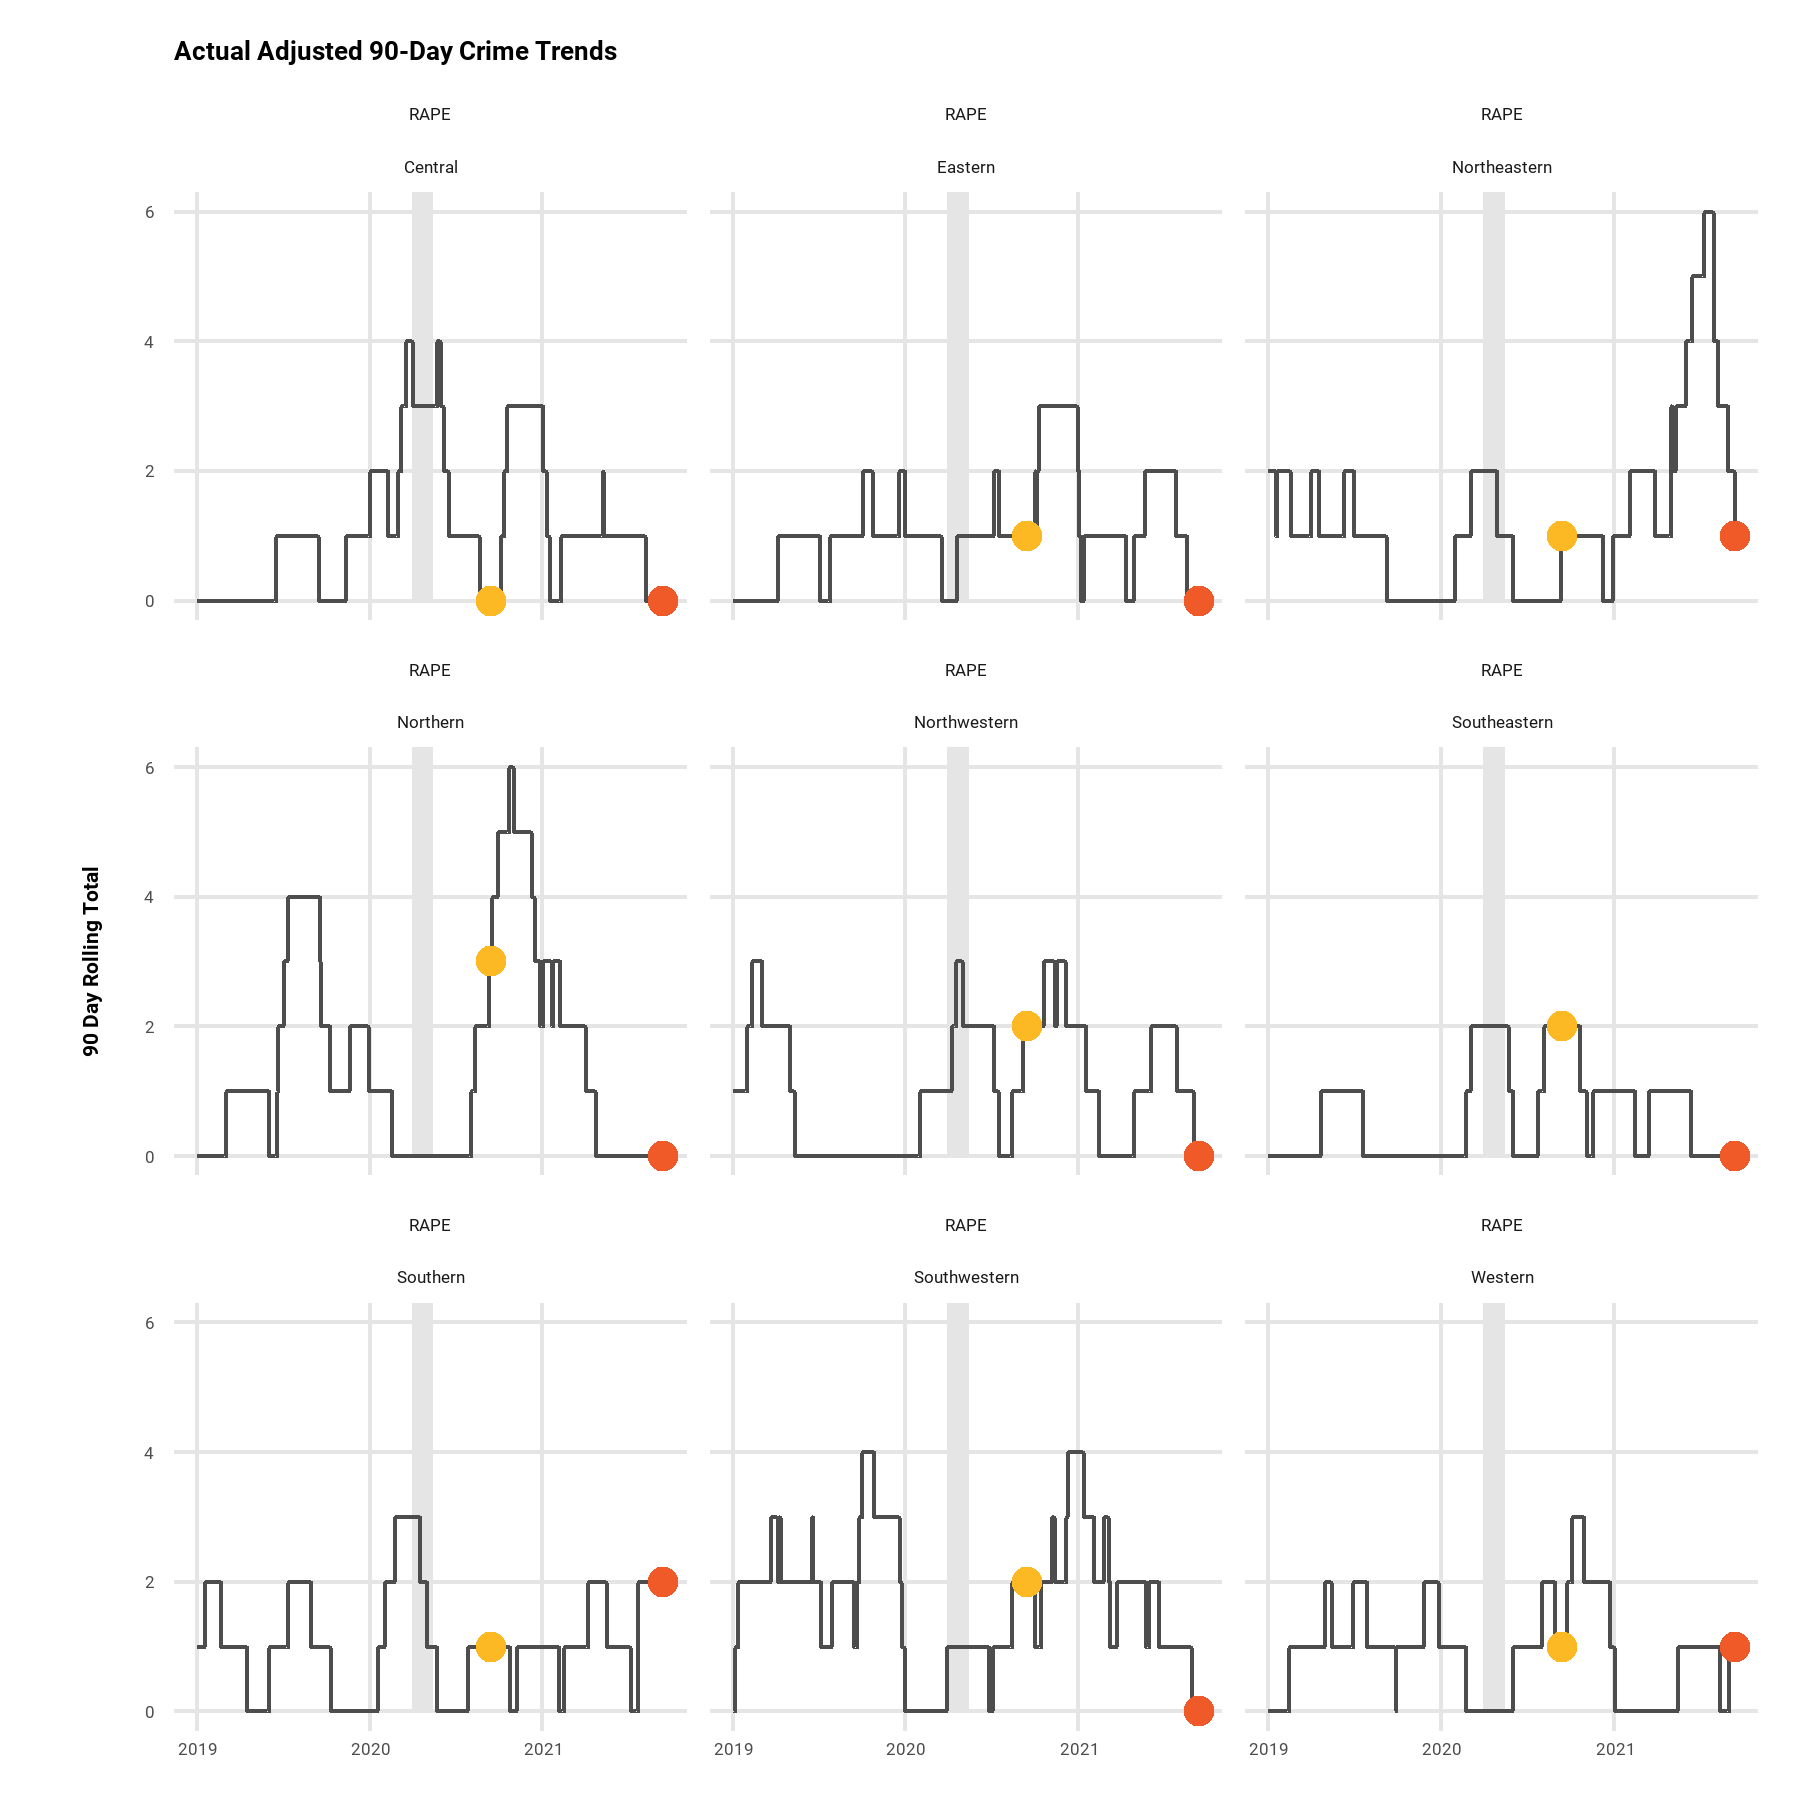 Actual Adjusted 90-Day Crime Trends
RAPE
Central
RAPE
Eastern
RAPE
Northeastern
6
4
2
0
RAPE
Northern
RAPE
Northwestern
RAPE
Southeastern
90 Day Rolling Total
6
4
2
0
RAPE
Southern
RAPE
Southwestern
RAPE
Western
6
4
2
0
2019 2020 2021
2019 2020 2021
2019 2020 2021